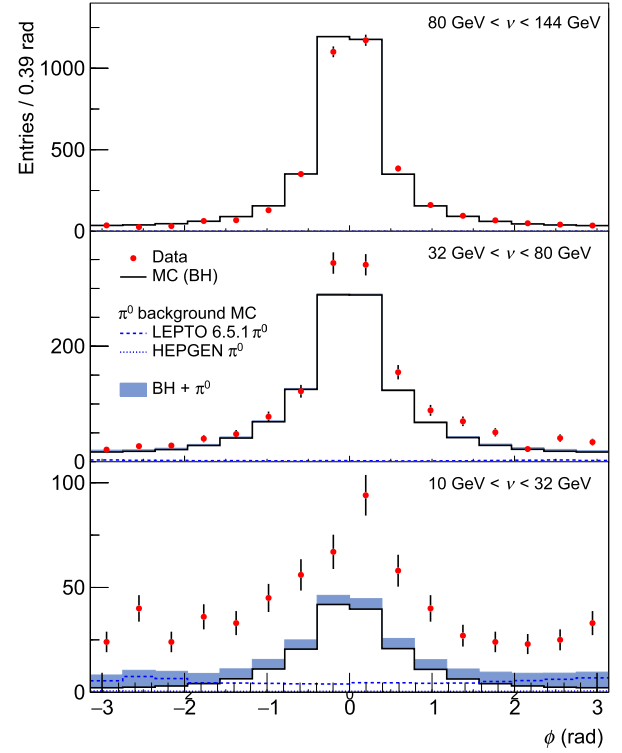 80 GeV < ν < 144 GeV
Entries / 0.39 rad
1000
500
0
32 GeV < ν < 80 GeV
Data
MC (BH)
π⁰ background MC
LEPTO 6.5.1 π⁰
HEPGEN π⁰
BH + π⁰
200
0
10 GeV < ν < 32 GeV
100
50
0
−3 −2 −1 0 1 2 3
ϕ (rad)